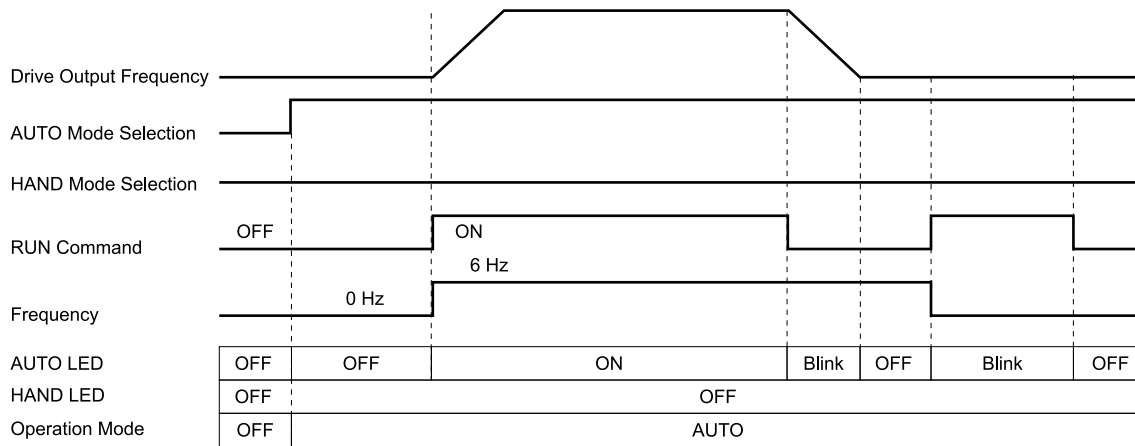 Drive Output Frequency
AUTO Mode Selection
HAND Mode Selection
RUN Command OFF ON
6 Hz
Frequency 0 Hz
AUTO LED OFF OFF ON Blink OFF Blink OFF
HAND LED OFF OFF
Operation Mode OFF AUTO